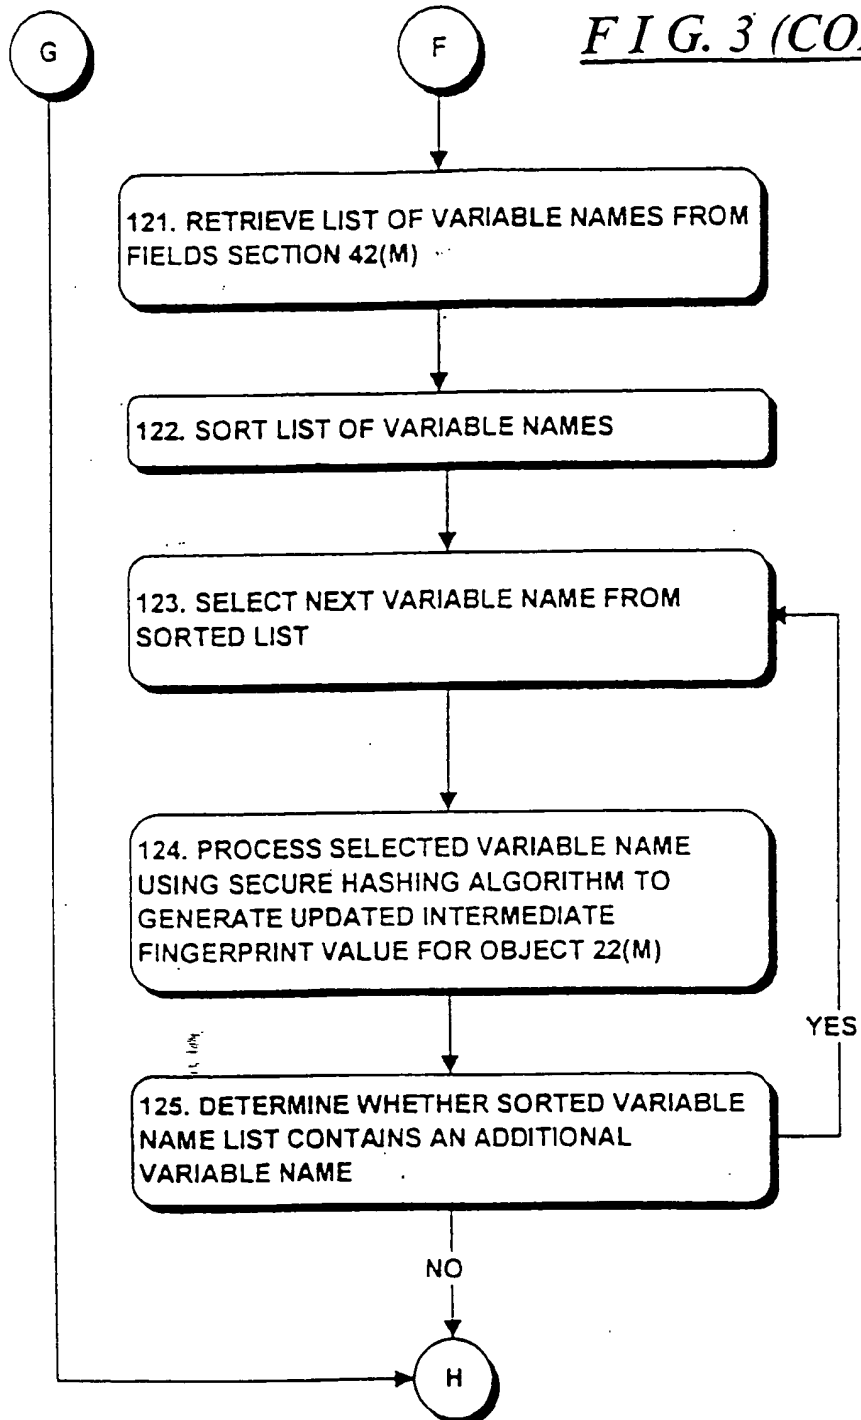 F I G. 3 (CO
G
F
121. RETRIEVE LIST OF VARIABLE NAMES FROM
FIELDS SECTION 42(M)
122. SORT LIST OF VARIABLE NAMES
123. SELECT NEXT VARIABLE NAME FROM
SORTED LIST
124. PROCESS SELECTED VARIABLE NAME
USING SECURE HASHING ALGORITHM TO
GENERATE UPDATED INTERMEDIATE
FINGERPRINT VALUE FOR OBJECT 22(M)
YES
125. DETERMINE WHETHER SORTED VARIABLE
NAME LIST CONTAINS AN ADDITIONAL
VARIABLE NAME
NO
H